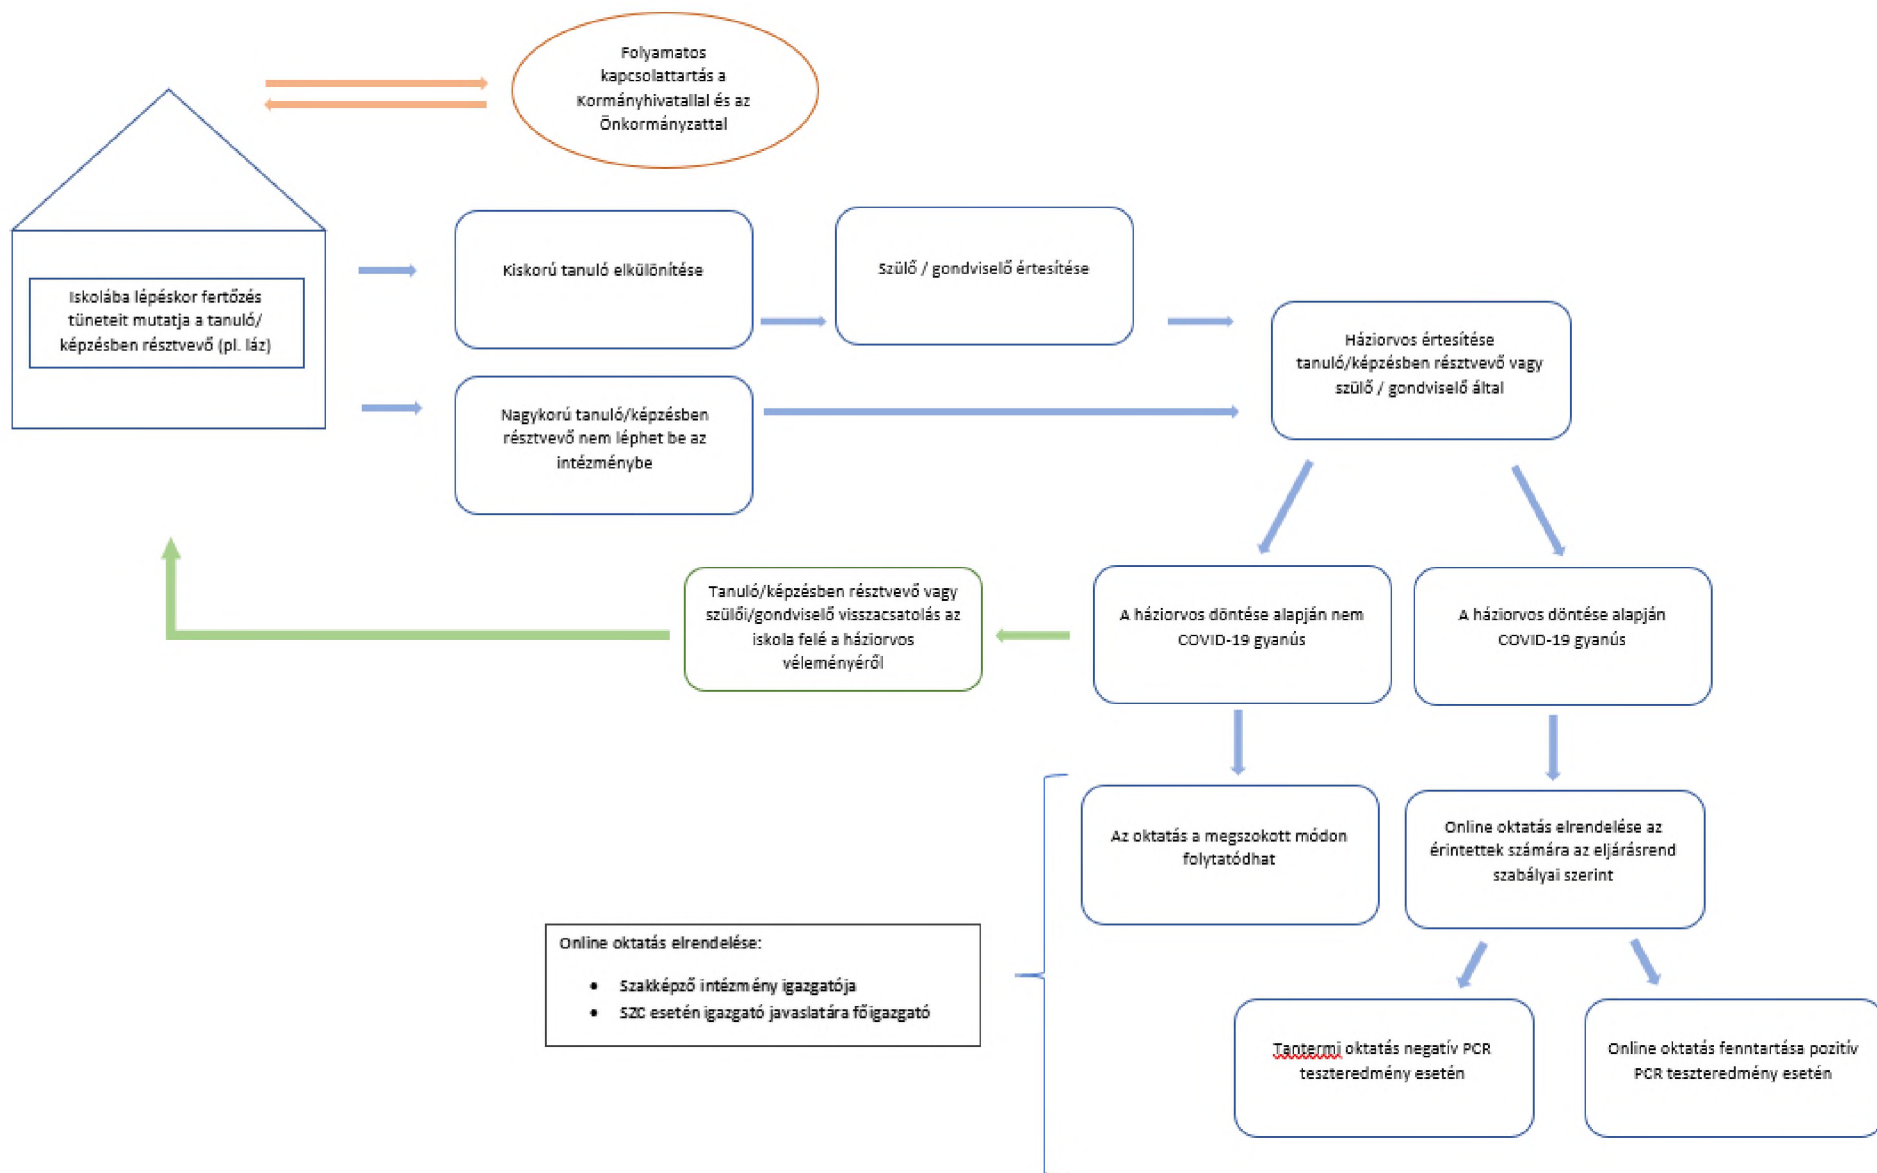 Folyamatos
kapcsolattartás a
Kormányhivatallal és az
Önkormányzattal
Iskolába lépéskor fertőzés
tüneteit mutatja a tanuló/
képzésben résztvevő (pl. láz)
Kiskorú tanuló elkülönítése
Szülő / gondviselő értesítése
Nagykorú tanuló/képzésben
résztvevő nem léphet be az
intézménybe
Háziorvos értesítése
tanuló/képzésben résztvevő vagy
szülő / gondviselő által
Tanuló/képzésben résztvevő vagy
szülői/gondviselő visszacsatolás az
iskola felé a háziorvos
véleményéről
A háziorvos döntése alapján nem
COVID-19 gyanús
A háziorvos döntése alapján
COVID-19 gyanús
Az oktatás a megszokott módon
folytatódhat
Online oktatás elrendelése az
érintettek számára az eljárásrend
szabályai szerint
Online oktatás elrendelése:
• Szakképző intézmény igazgatója
• SZC esetén igazgató javaslatára főigazgató
Tantermi oktatás negatív PCR
teszteredmény esetén
Online oktatás fenntartása pozitív
PCR teszteredmény esetén